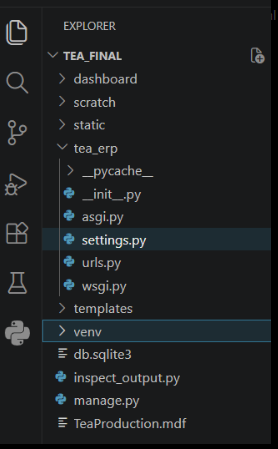 EXPLORER
TEA_FINAL
dashboard
scratch
static
tea_erp
__pycache__
__init__.py
asgi.py
settings.py
urls.py
wsgi.py
templates
venv
db.sqlite3
inspect_output.py
manage.py
TeaProduction.mdf